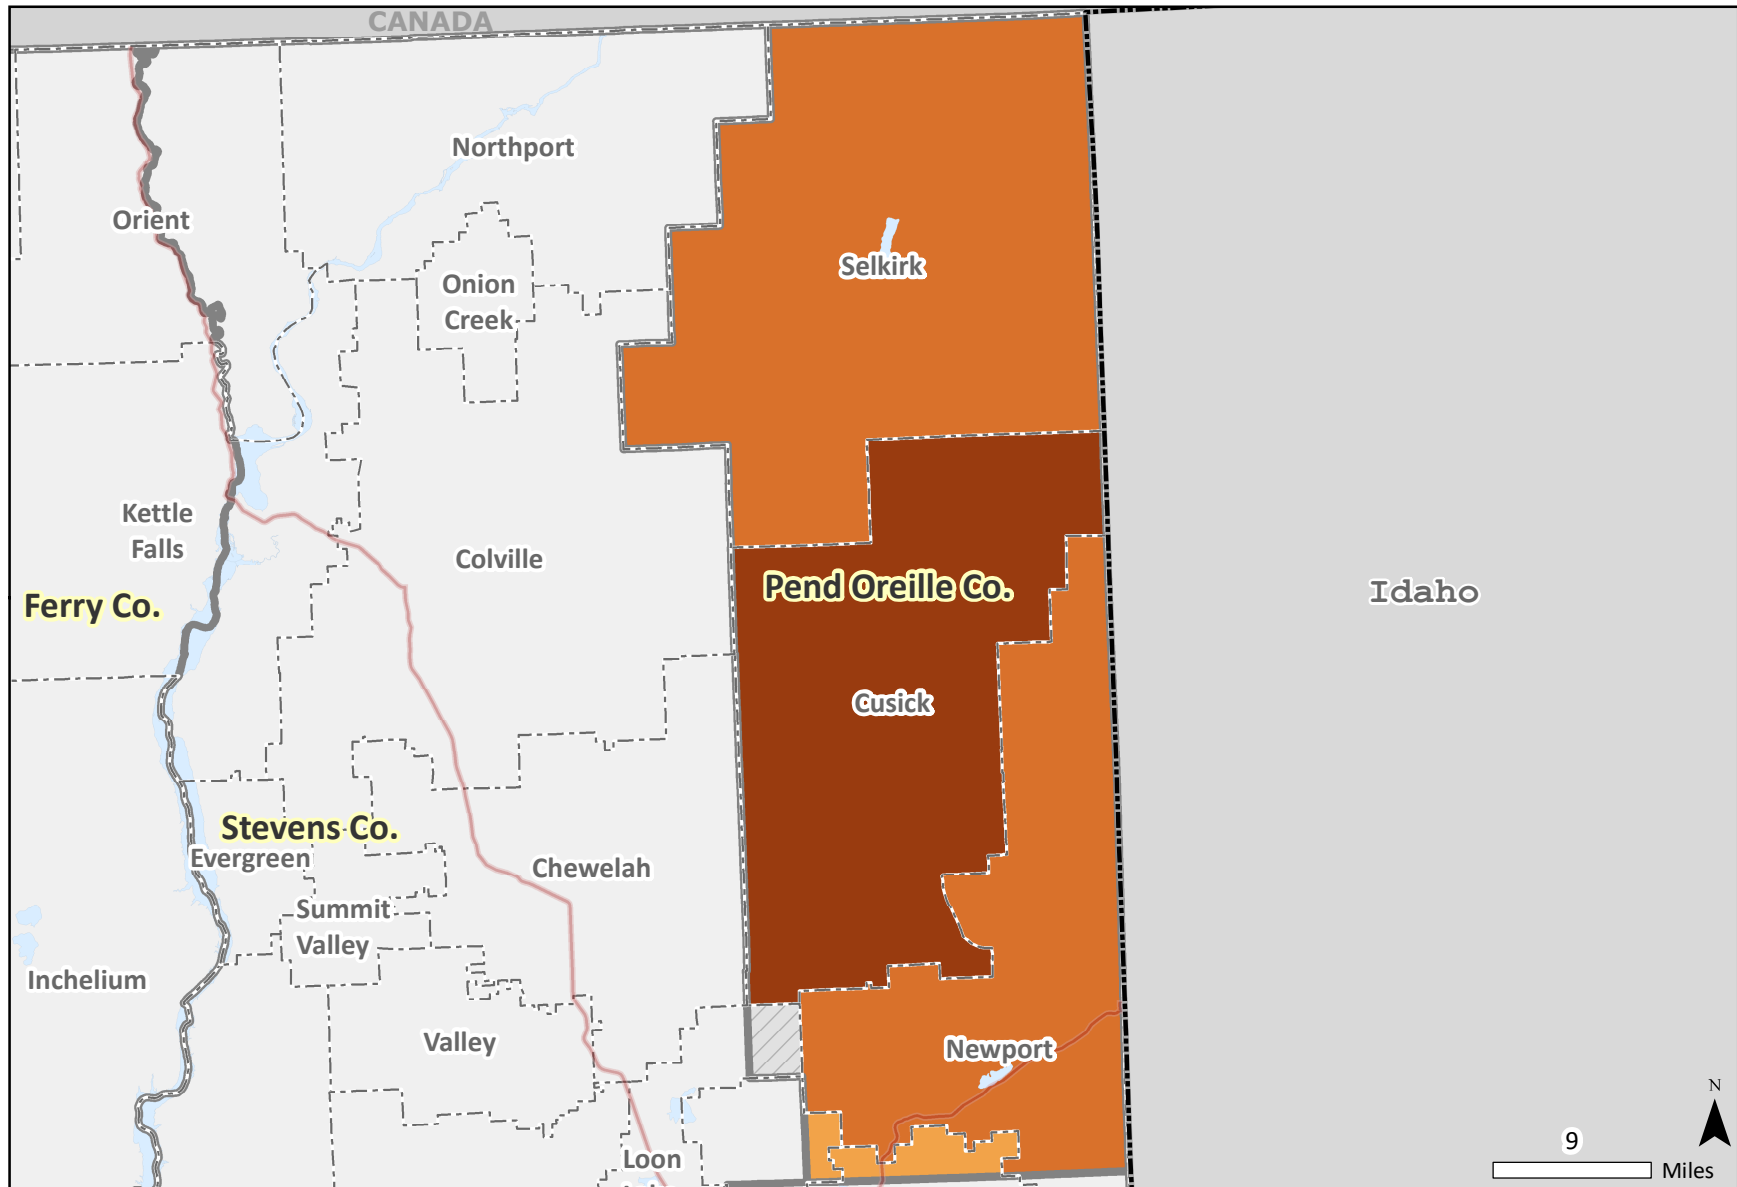 CANADA
Northport
Orient
Selkirk
Onion
Creek
Kettle
Falls
Colville
Pend Oreille Co.
Idaho
Ferry Co.
Cusick
Stevens Co.
Evergreen
Chewelah
Summit
Valley
Inchelium
Valley
Newport
N
9
Loon
Miles